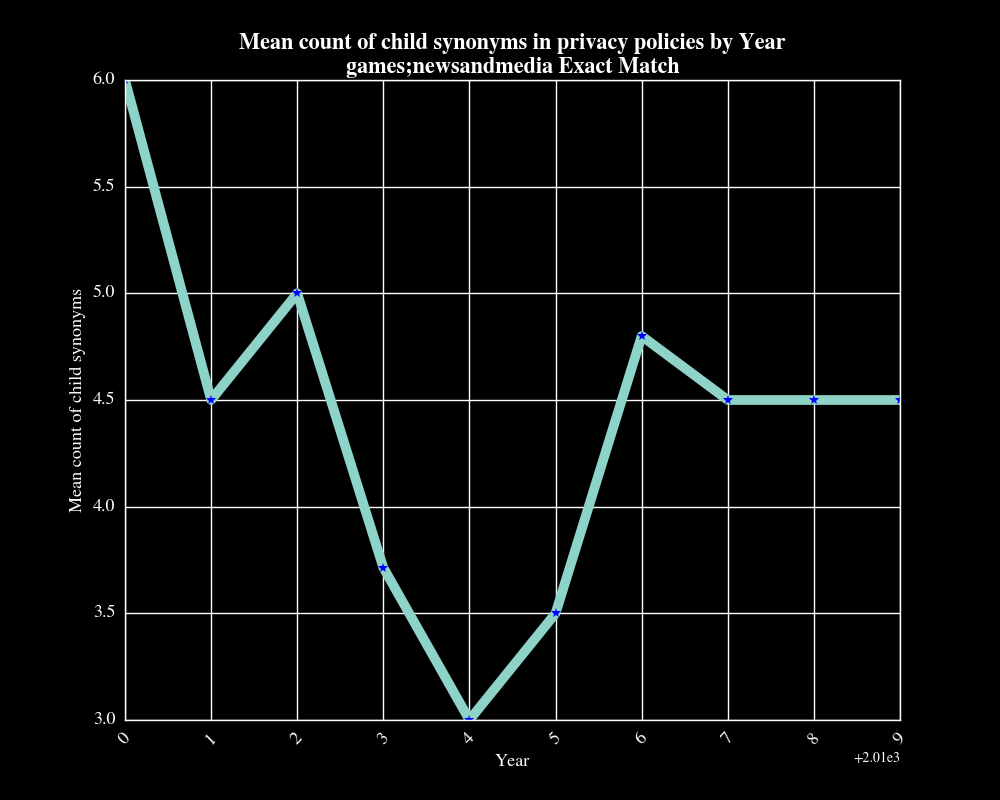 Mean count of child synonyms in privacy policies by Year
games;newsandmedia Exact Match
6.0
5.5
5.0
4.5
4.0
3.5
3.0
Mean count of child synonyms
0 1 2 3 4 5 6 7 8 9
Year
+2.01e3